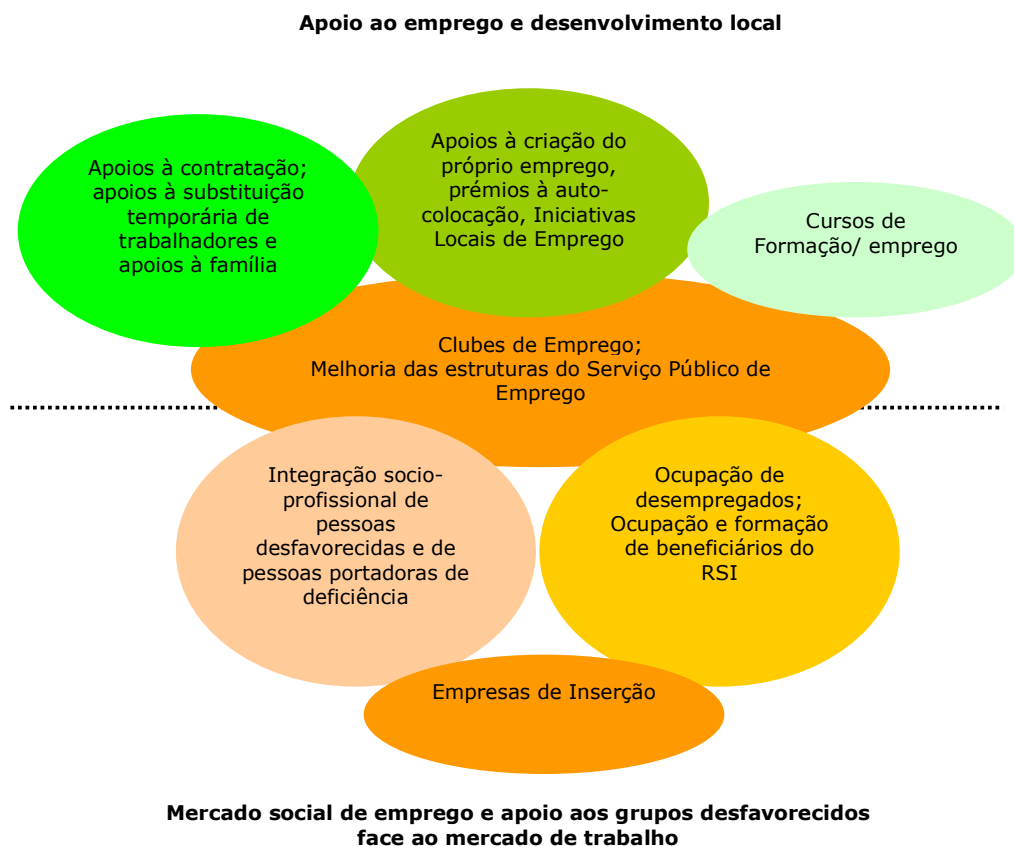 Apoio ao emprego e desenvolvimento local
Apoios à contratação;
apoios à substituição
temporária de
trabalhadores e
apoios à família
Apoios à criação do
próprio emprego,
prémios à auto-
colocação, Iniciativas
Locais de Emprego
Cursos de
Formação/ emprego
Clubes de Emprego;
Melhoria das estruturas do Serviço Público de
Emprego
Integração socio-
profissional de
pessoas
desfavorecidas e de
pessoas portadoras de
deficiência
Ocupação de
desempregados;
Ocupação e formação
de beneficiários do
RSI
Empresas de Inserção
Mercado social de emprego e apoio aos grupos desfavorecidos
face ao mercado de trabalho